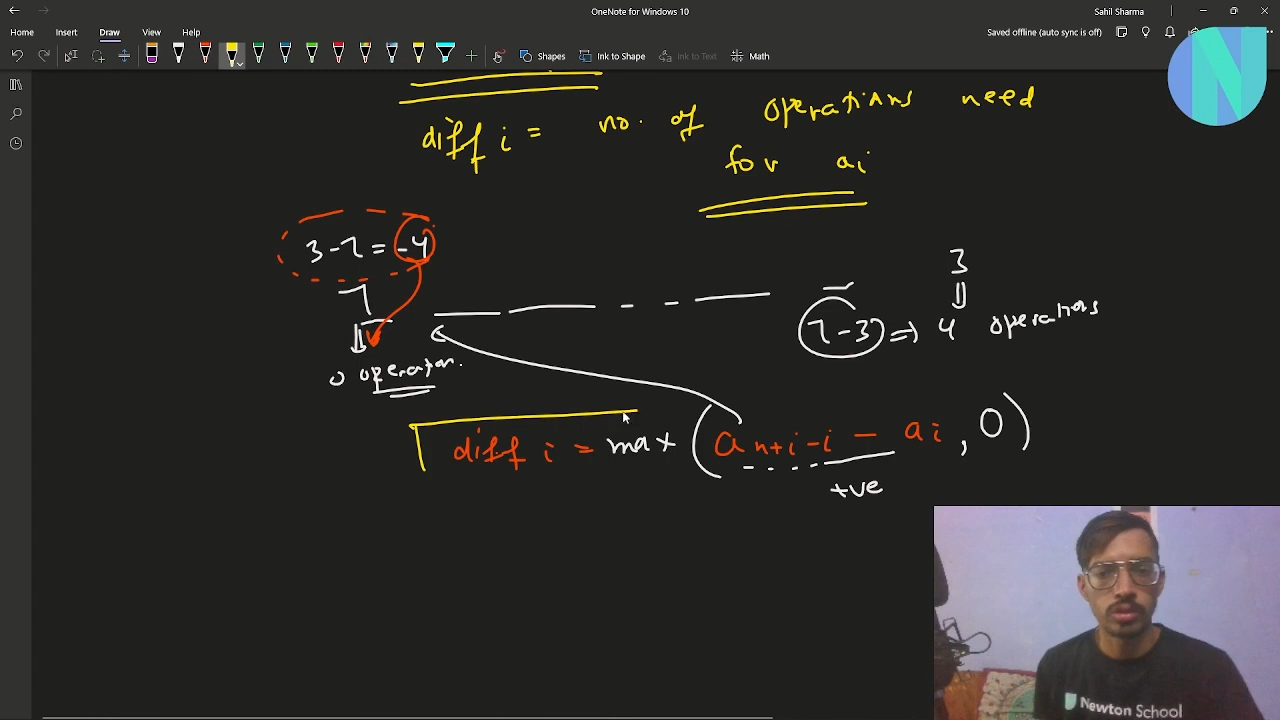 OneNote for Windows 10
Sahil Sharma
Home Insert Draw View Help
Saved offline (auto sync is off)
Shapes Ink to Shape Ink to Text Math
diff i = no. of operations need
for ai
3-7 = -4
7
0 operation.
3
7-3 => 4 operations
diff i = max (a n+i-i - ai, 0)
+ve
Newton School